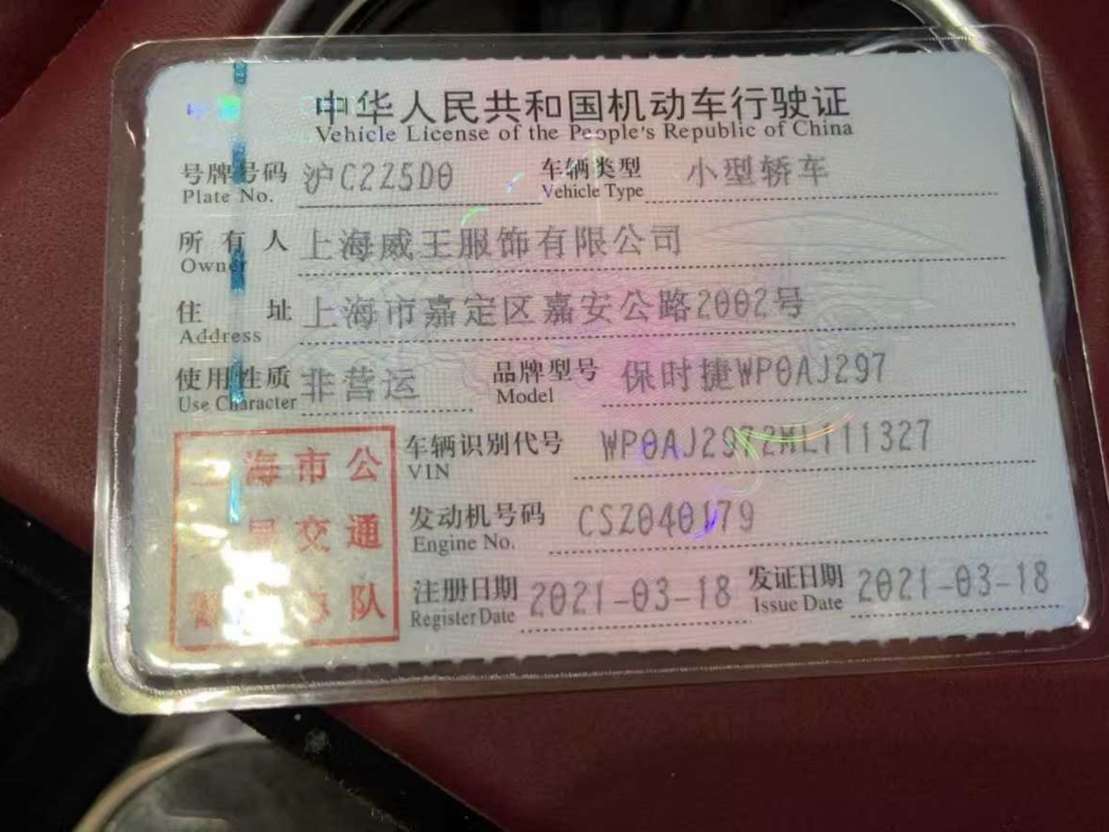 中华人民共和国机动车行驶证
Vehicle License of the People's Republic of China
号牌号码 沪C2Z5D0 车辆类型 小型轿车
Plate No. Vehicle Type
所有人 上海威王服饰有限公司
Owner
住址 上海市嘉定区嘉安公路2002号
Address
使用性质 非营运 品牌型号 保时捷WP0AJ297
Use Character Model
车辆识别代号 WP0AJ2972ML111327
VIN
发动机号码 CSZ040179
Engine No.
注册日期 2021-03-18 发证日期 2021-03-18
Register Date Issue Date
海市公
交通
队